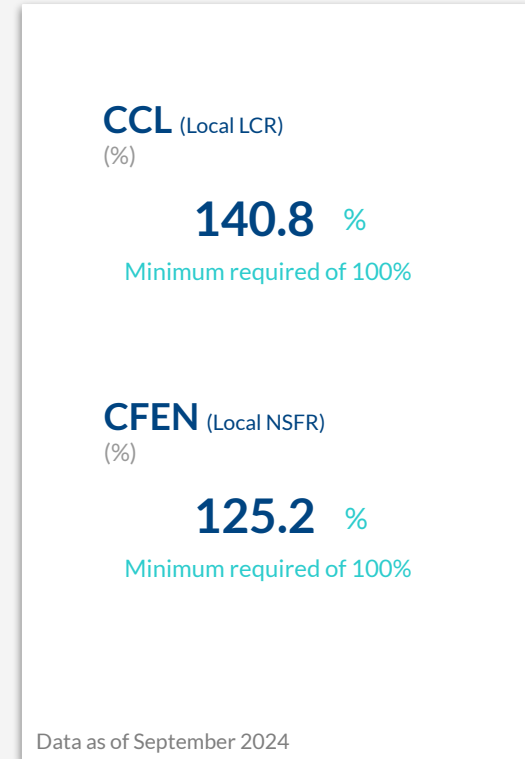 CCL (Local LCR)
(%)
140.8 %
Minimum required of 100%
CFEN (Local NSFR)
(%)
125.2 %
Minimum required of 100%
Data as of September 2024